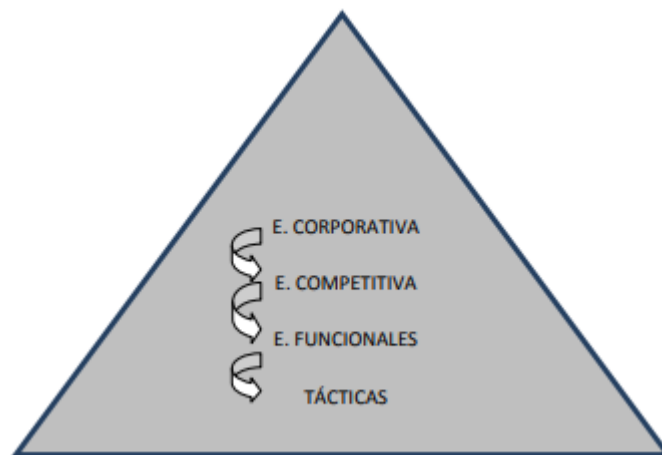 E. CORPORATIVA
E. COMPETITIVA
E. FUNCIONALES
TÁCTICAS